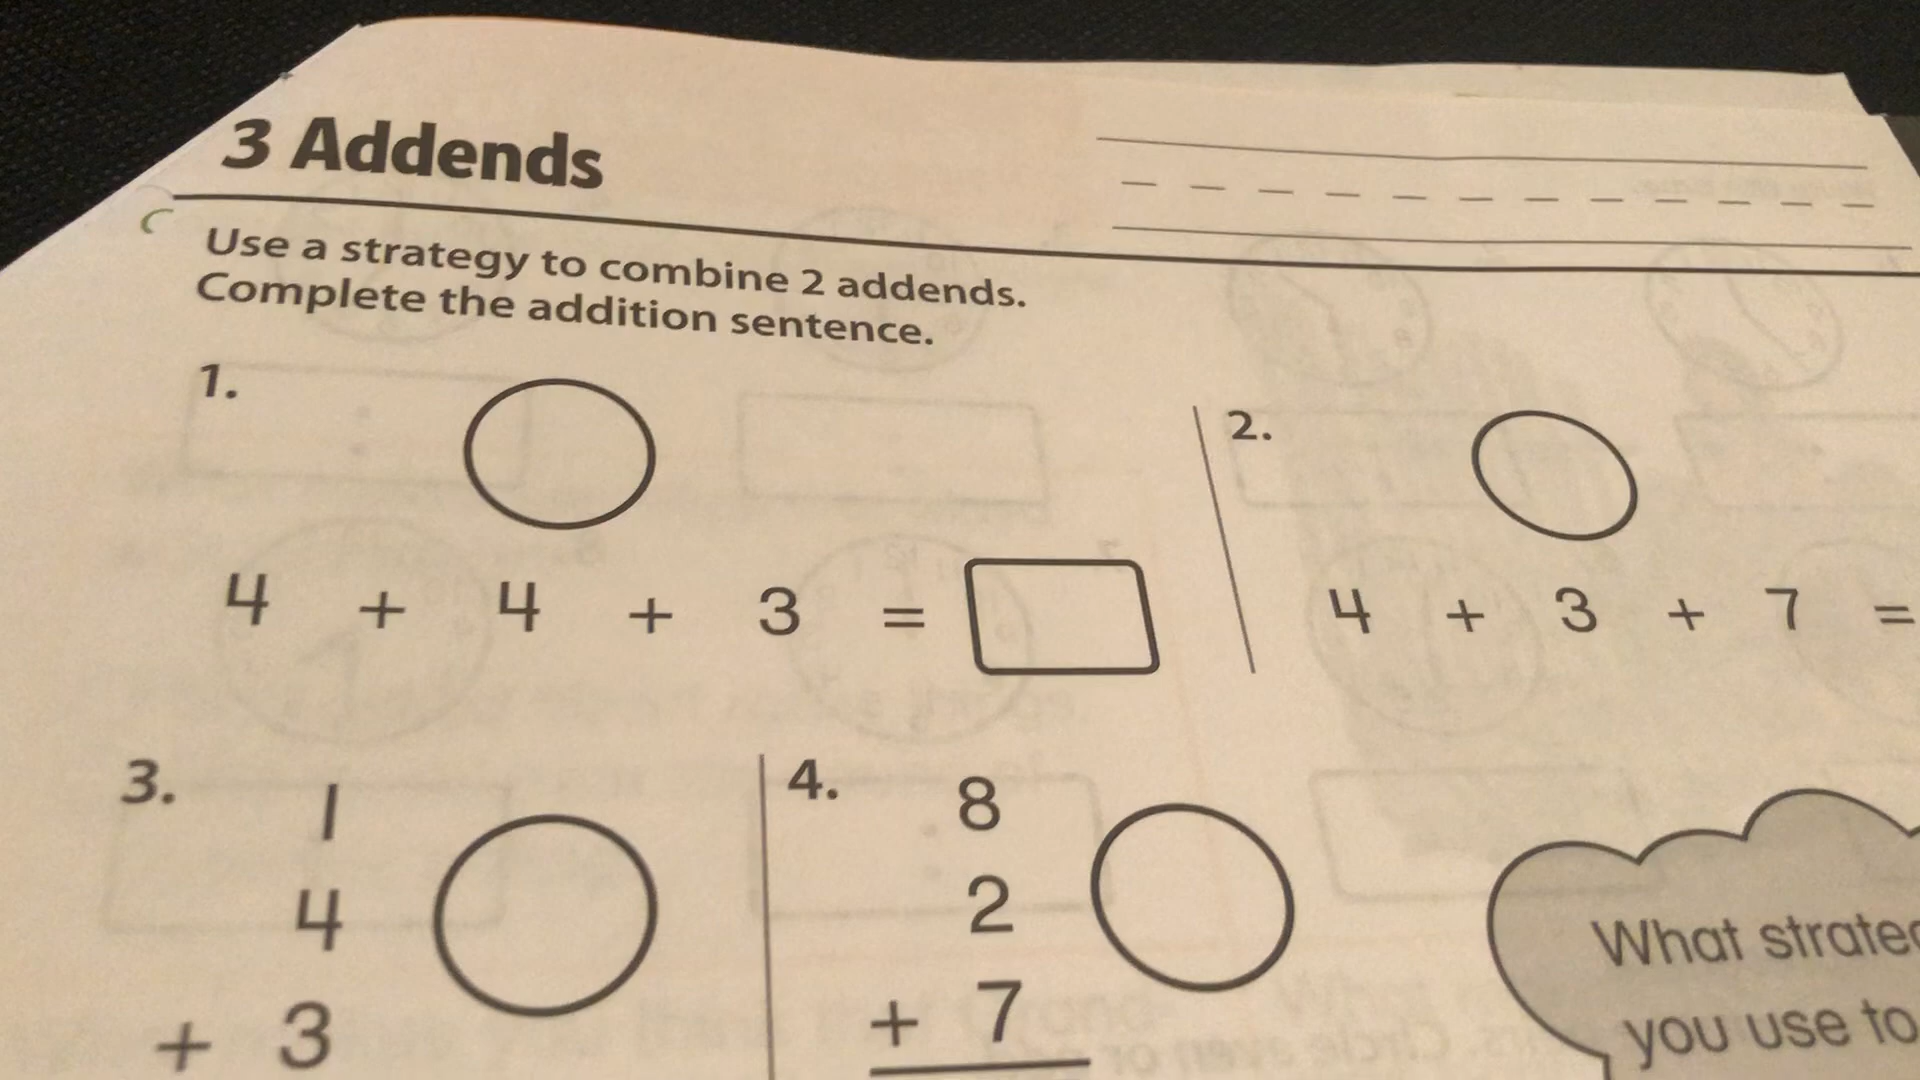 3 Addends
Use a strategy to combine 2 addends.
Complete the addition sentence.
1.
4 + 4 + 3 =
2.
4 + 3 + 7 =
3.
1
4
+ 3
4.
8
2
+ 7
What
you use to